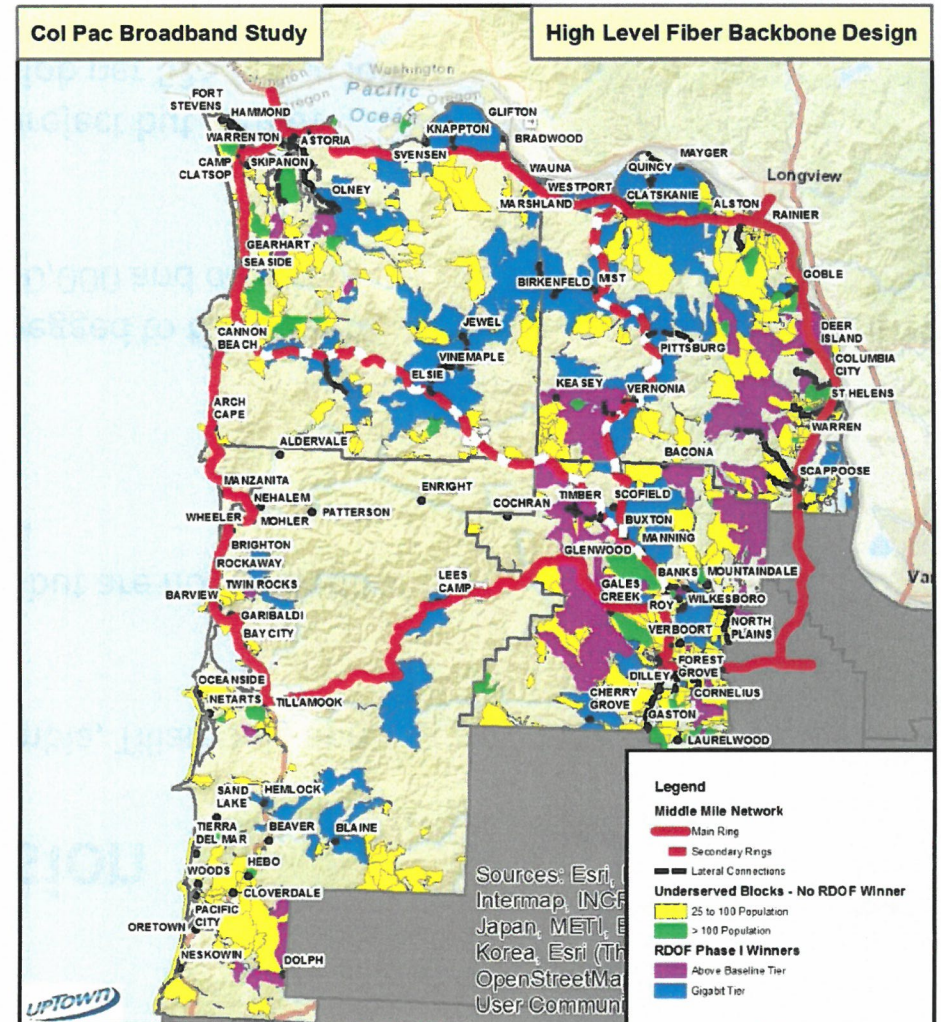 Col Pac Broadband Study
High Level Fiber Backbone Design
Washington
Washington
Oregon
Oregon
Pacific
Ocean
FORT
STEVENS
HAMMOND
WARRENTON
ASTORIA
CAMP
CLATSOP
SKIPANON
OLNEY
SVENSEN
KNAPPTON
GLIFTON
BRADWOOD
WAUNA
WESTPORT
MARSHLAND
QUINCY
MAYGER
CLATSKANIE
Longview
ALSTON
RAINIER
GEARHART
SEASIDE
BIRKENFELD
MIST
GOBLE
CANNON
BEACH
JEWEL
VINEMAPLE
ELSIE
PITTSBURG
DEER
ISLAND
COLUMBIA
CITY
KEASEY
VERNONIA
ST HELENS
ARCH
CAPE
WARREN
ALDERVALE
BACONA
SCAPPOOSE
MANZANITA
NEHALEM
ENRIGHT
WHEELER
MOHLER
PATTERSON
COCHRAN
TIMBER
SCOFIELD
BUXTON
MANNING
BRIGHTON
ROCKAWAY
GLENWOOD
TWIN ROCKS
LEES
CAMP
BANKS
MOUNTAINDALE
BARVIEW
GALES
CREEK
WILKESBORO
ROY
GARIBALDI
BAY CITY
VERBOORT
NORTH
PLAINS
OCEANSIDE
NETARTS
TILLAMOOK
DILLEY
FOREST
GROVE
CHERRY
GROVE
CORNELIUS
GASTON
LAURELWOOD
SAND
LAKE
HEMLOCK
TIERRA
DEL MAR
BEAVER
BLAINE
HEBO
WOODS
CLOVERDALE
PACIFIC
CITY
ORETOWN
NESKOWIN
DOLPH
Legend
Middle Mile Network
Main Ring
Secondary Rings
Lateral Connections
Underserved Blocks - No RDOF Winner
25 to 100 Population
> 100 Population
RDOF Phase I Winners
Above Baseline Tier
Gigabit Tier
Sources: Esri,
Intermap,
Japan, METI,
Korea, Esri
User
UPTOWN